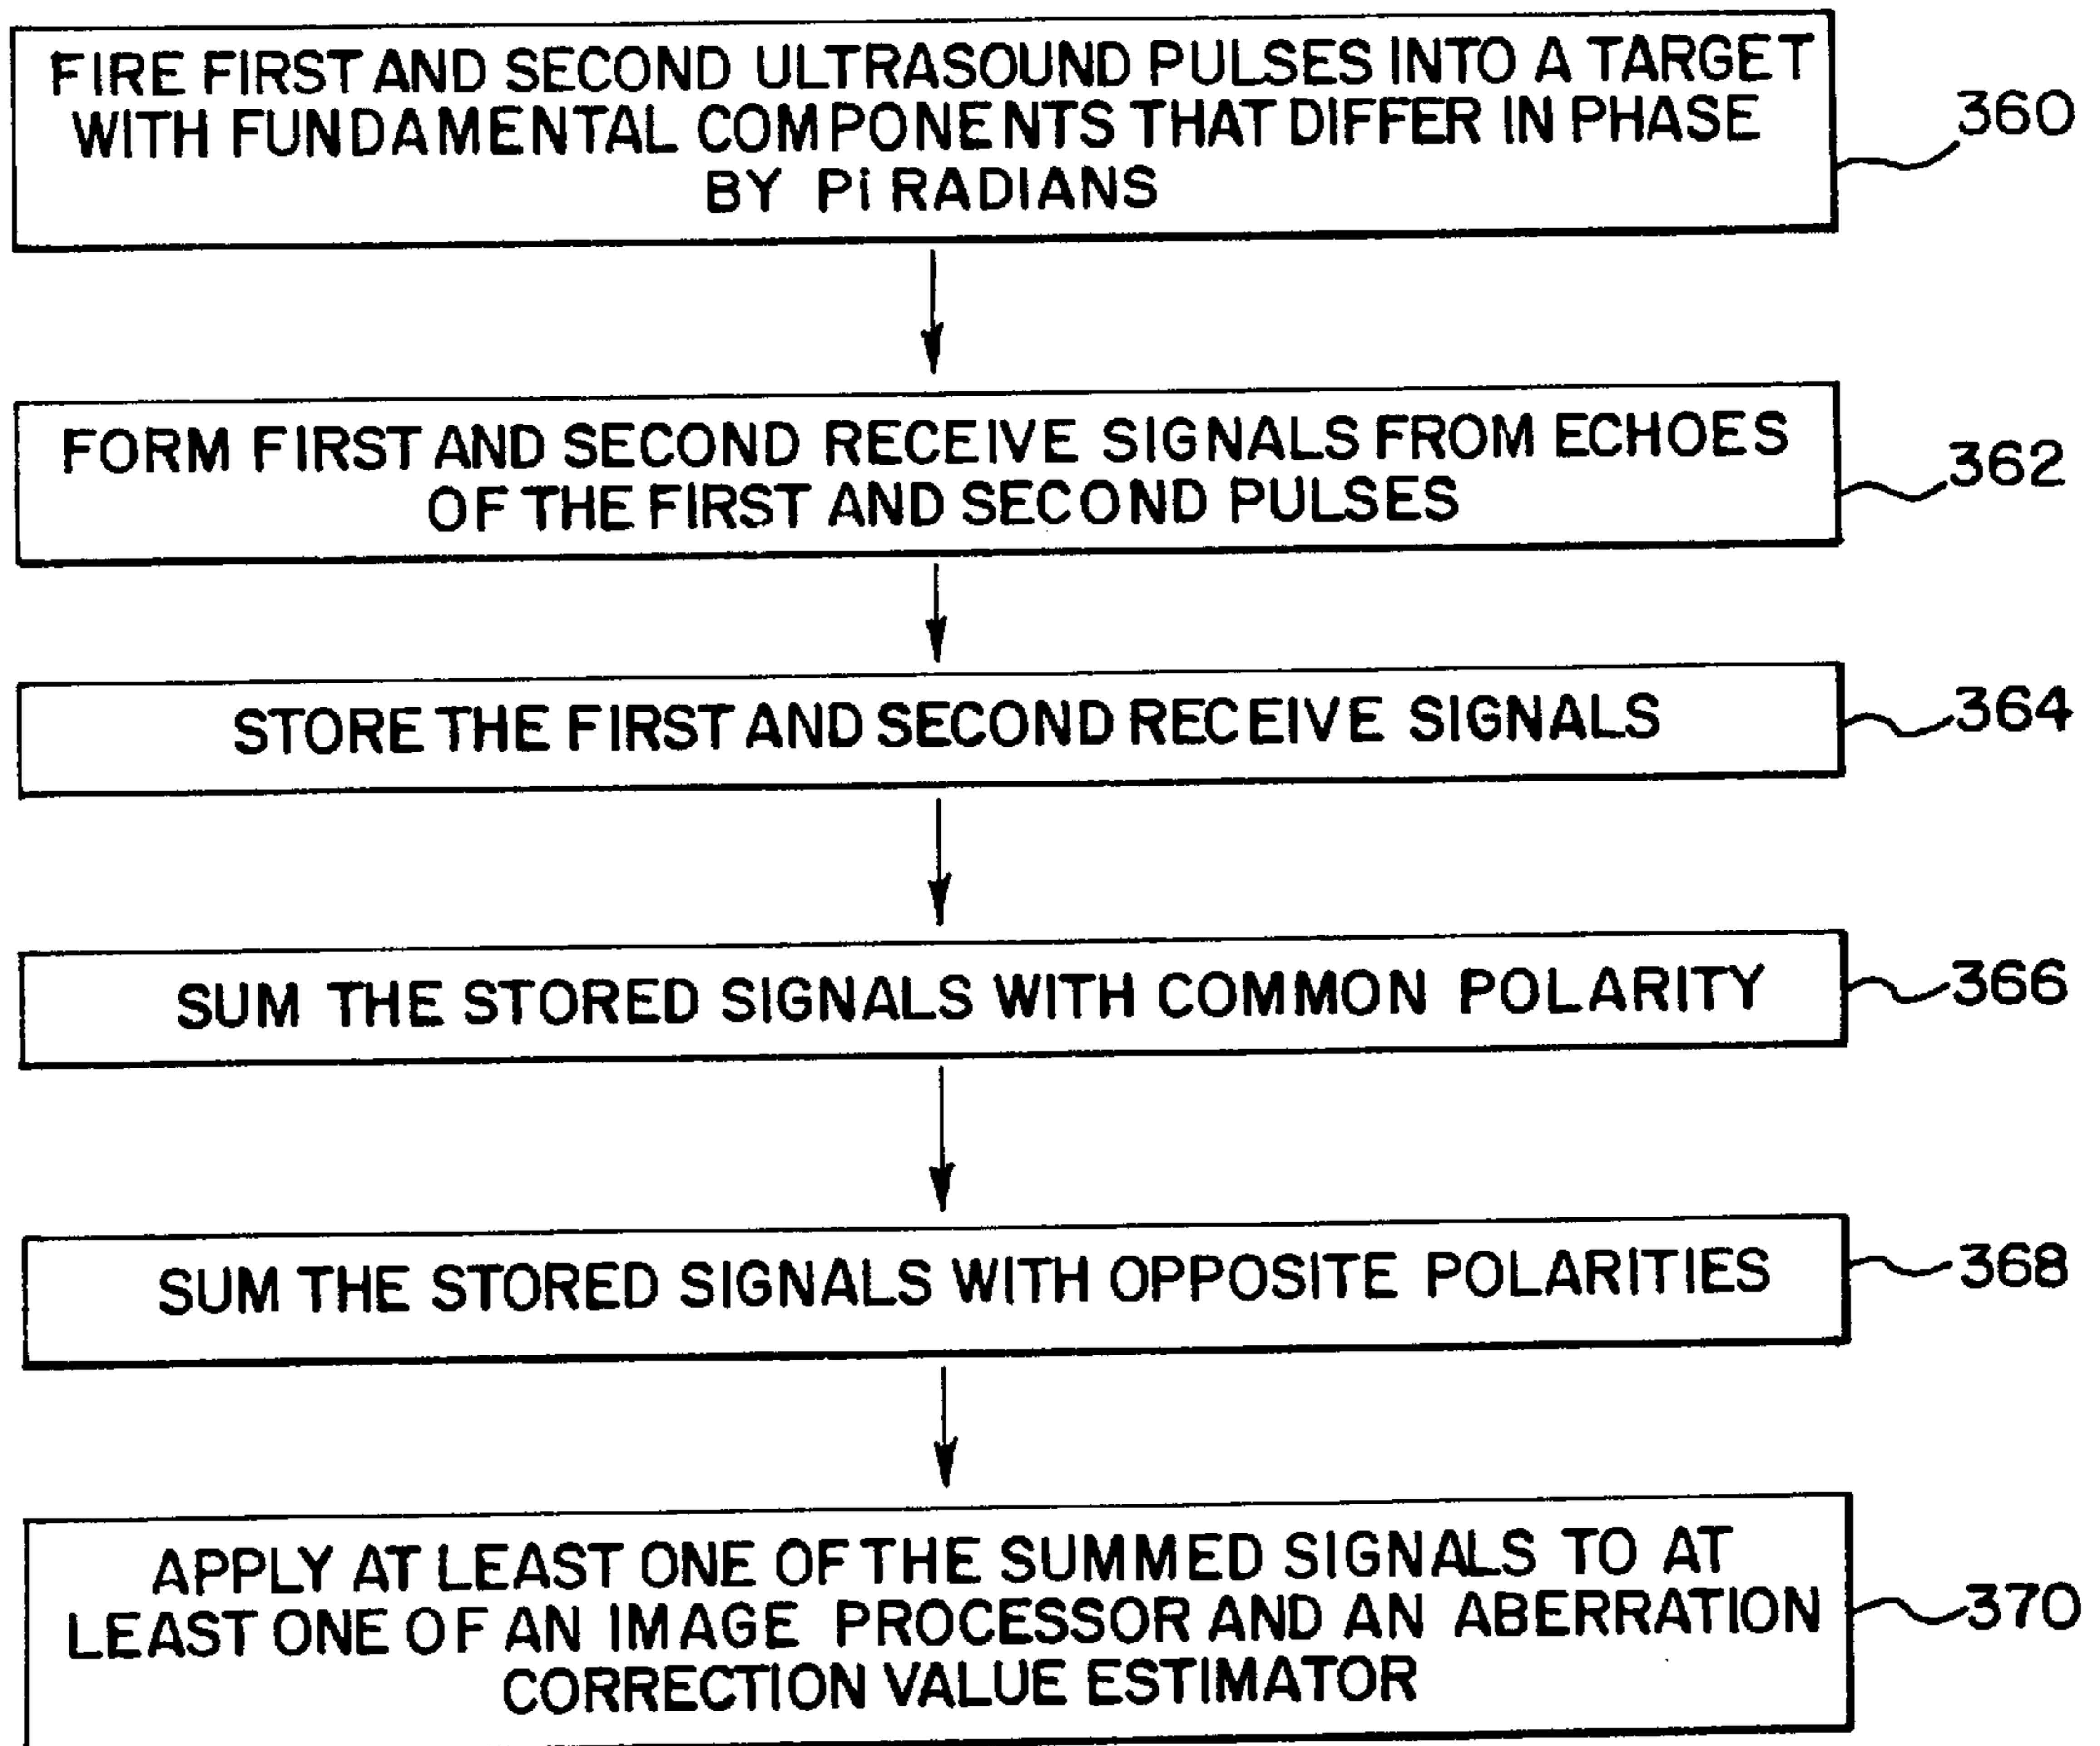 FIRE FIRST AND SECOND ULTRASOUND PULSES INTO A TARGET
WITH FUNDAMENTAL COMPONENTS THAT DIFFER IN PHASE
BY Pi RADIANS
360
FORM FIRST AND SECOND RECEIVE SIGNALS FROM ECHOES
OF THE FIRST AND SECOND PULSES
362
STORE THE FIRST AND SECOND RECEIVE SIGNALS
364
SUM THE STORED SIGNALS WITH COMMON POLARITY
366
SUM THE STORED SIGNALS WITH OPPOSITE POLARITIES
368
APPLY AT LEAST ONE OF THE SUMMED SIGNALS TO AT
LEAST ONE OF AN IMAGE PROCESSOR AND AN ABERRATION
CORRECTION VALUE ESTIMATOR
370